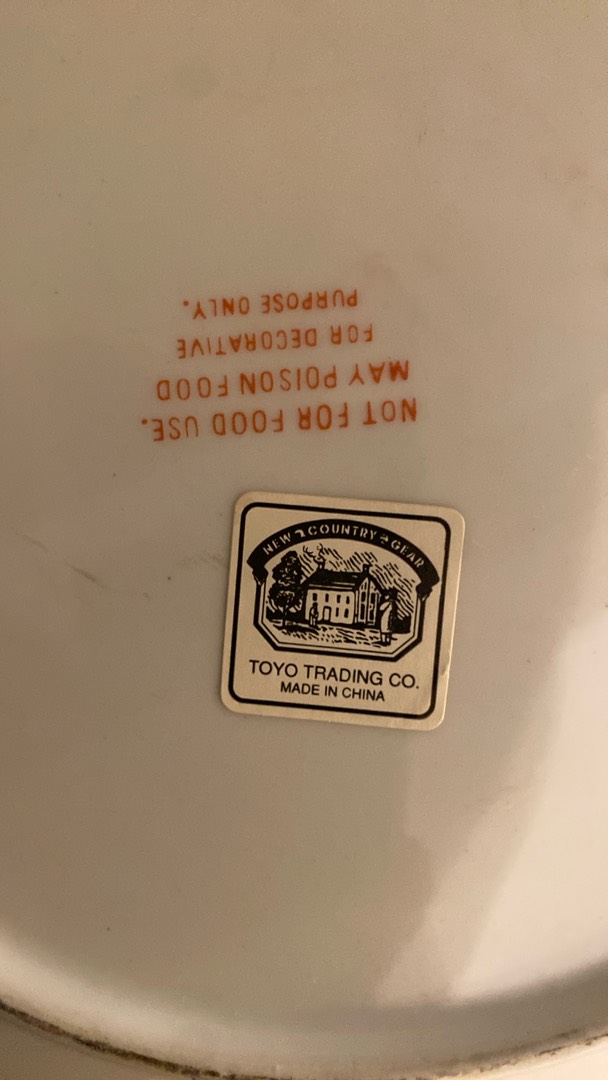 NOT FOR FOOD USE.
MAY POISON FOOD
FOR DECORATIVE
PURPOSE ONLY.
NEW COUNTRY GEAR
TOYO TRADING CO.
MADE IN CHINA